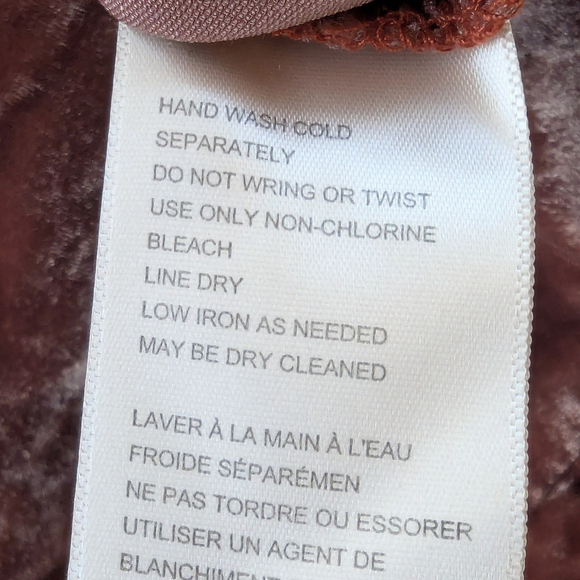 HAND WASH COLD
SEPARATELY
DO NOT WRING OR TWIST
USE ONLY NON-CHLORINE
BLEACH
LINE DRY
LOW IRON AS NEEDED
MAY BE DRY CLEANED
LAVER À LA MAIN À L'EAU
FROIDE SÉPARÉMEN
NE PAS TORDRE OU ESSORER
UTILISER UN AGENT DE
BLANCHIMENT